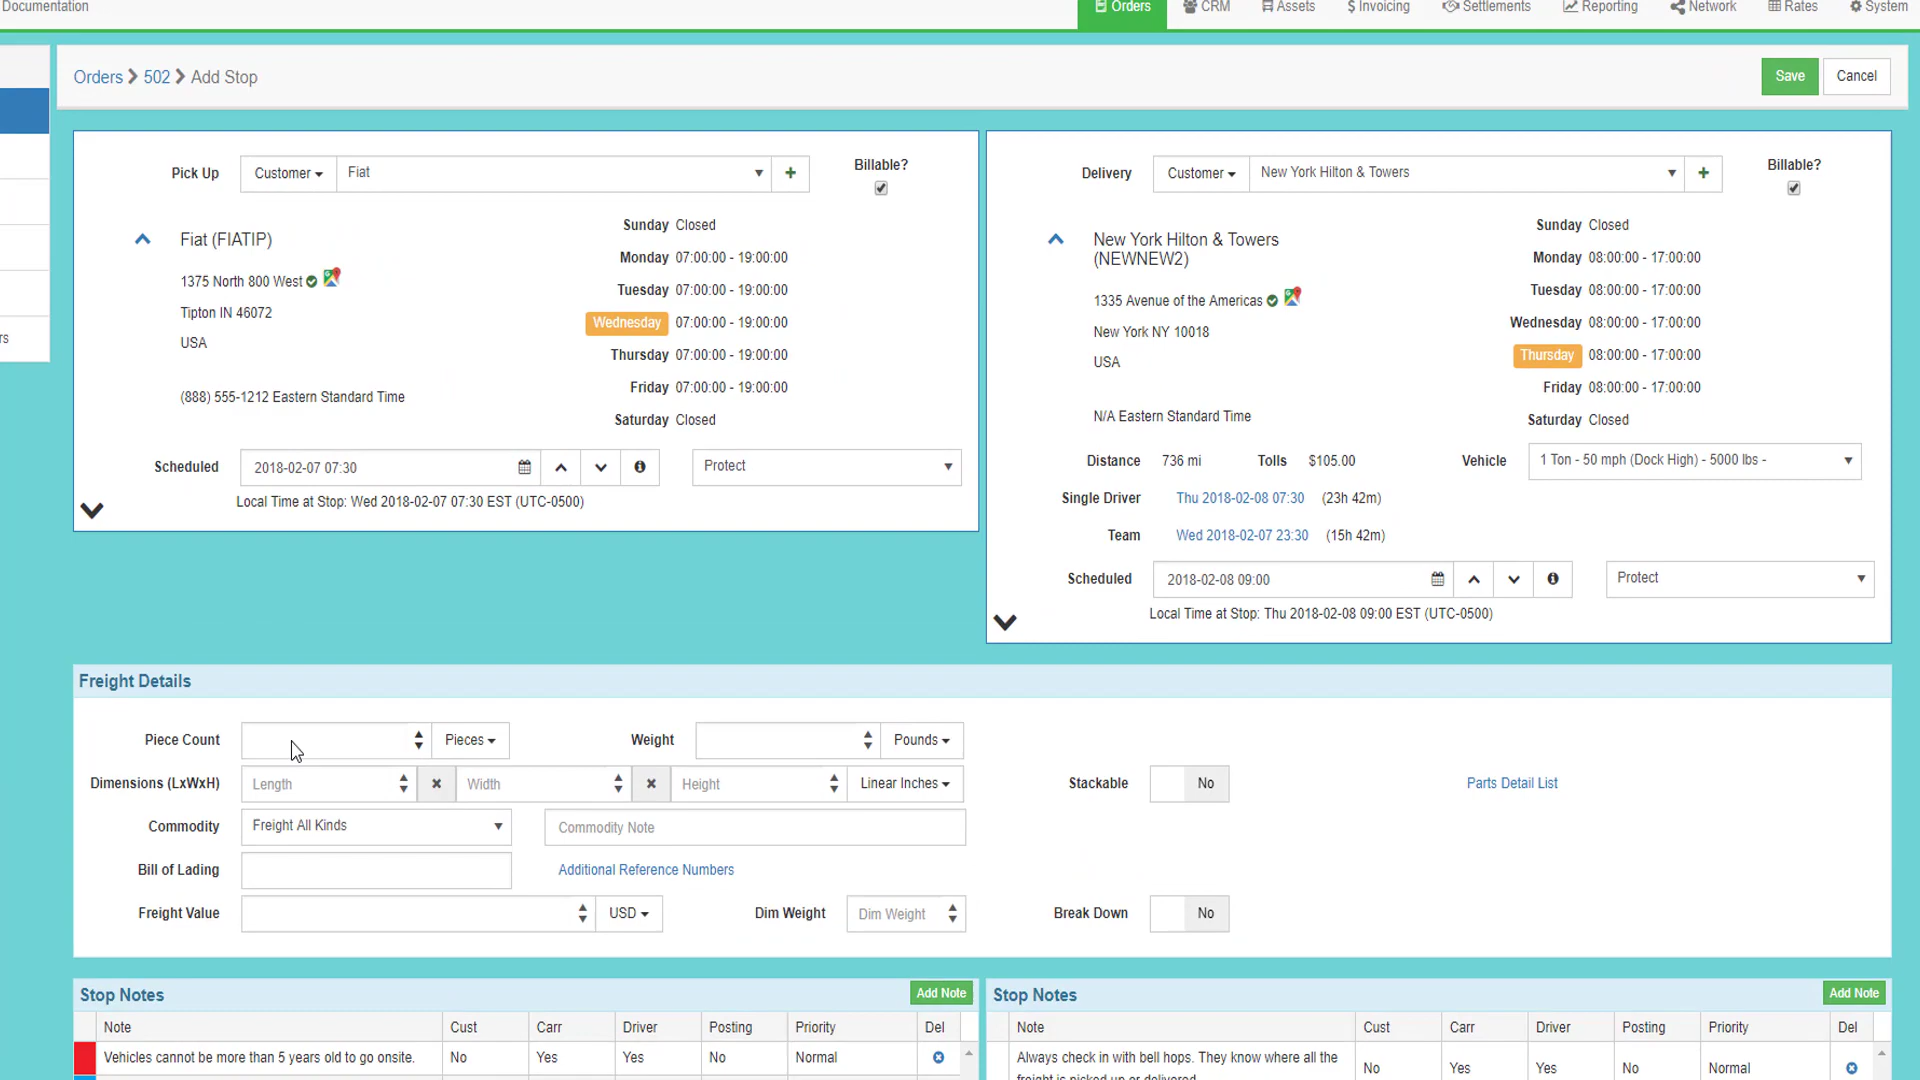 Documentation
Orders CRM Assets $ Invoicing Settlements Reporting Network Rates System
Orders > 502 > Add Stop
Save Cancel
Pick Up Customer Fiat
Billable?
Fiat (FIATIP)
1375 North 800 West
Tipton IN 46072
USA
(888) 555-1212 Eastern Standard Time
Sunday Closed
Monday 07:00:00 - 19:00:00
Tuesday 07:00:00 - 19:00:00
Wednesday 07:00:00 - 19:00:00
Thursday 07:00:00 - 19:00:00
Friday 07:00:00 - 19:00:00
Saturday Closed
Scheduled 2018-02-07 07:30 Protect
Local Time at Stop: Wed 2018-02-07 07:30 EST (UTC-0500)
Delivery Customer New York Hilton & Towers
Billable?
New York Hilton & Towers
(NEWNEW2)
1335 Avenue of the Americas
New York NY 10018
USA
N/A Eastern Standard Time
Sunday Closed
Monday 08:00:00 - 17:00:00
Tuesday 08:00:00 - 17:00:00
Wednesday 08:00:00 - 17:00:00
Thursday 08:00:00 - 17:00:00
Friday 08:00:00 - 17:00:00
Saturday Closed
Distance 736 mi Tolls $105.00 Vehicle 1 Ton - 50 mph (Dock High) - 5000 lbs -
Single Driver Thu 2018-02-08 07:30 (23h 42m)
Team Wed 2018-02-07 23:30 (15h 42m)
Scheduled 2018-02-08 09:00 Protect
Local Time at Stop: Thu 2018-02-08 09:00 EST (UTC-0500)
rs
Freight Details
Piece Count Pieces Weight Pounds
Dimensions (LxWxH) Length Width Height Linear Inches Stackable No Parts Detail List
Commodity Freight All Kinds Commodity Note
Bill of Lading Additional Reference Numbers
Freight Value USD Dim Weight Dim Weight Break Down No
Stop Notes Add Note
Note Cust Carr Driver Posting Priority Del
Vehicles cannot be more than 5 years old to go onsite. No Yes Yes No Normal
Stop Notes Add Note
Note Cust Carr Driver Posting Priority Del
Always check in with bell hops. They know where all the
freight is picked up or delivered No Yes Yes No Normal